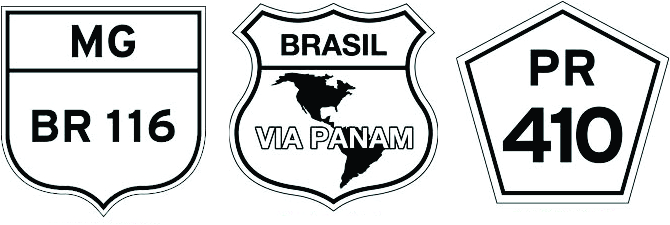 MG
BR 116
BRASIL
VIA PANAM
PR
410